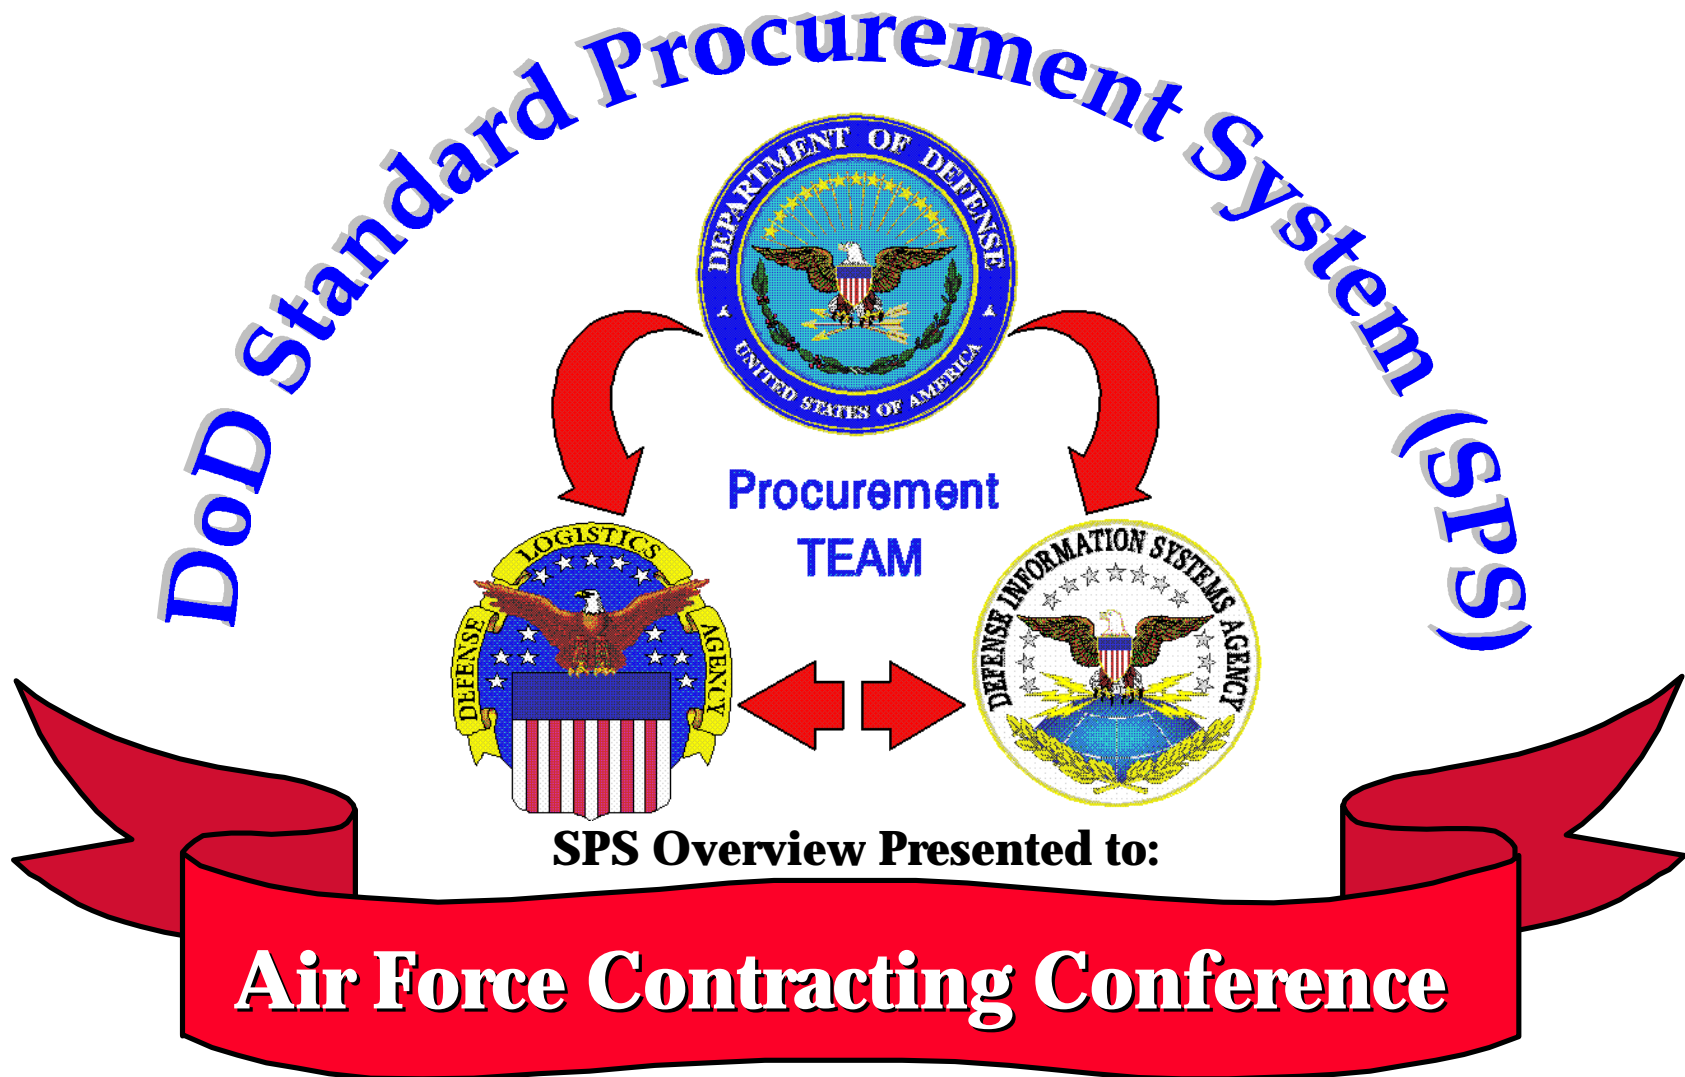 DoD Standard Procurement System (SPS)
DEPARTMENT OF DEFENSE
UNITED STATES OF AMERICA
Procurement
TEAM
DEFENSE LOGISTICS AGENCY
DEFENSE INFORMATION SYSTEMS AGENCY
SPS Overview Presented to:
Air Force Contracting Conference